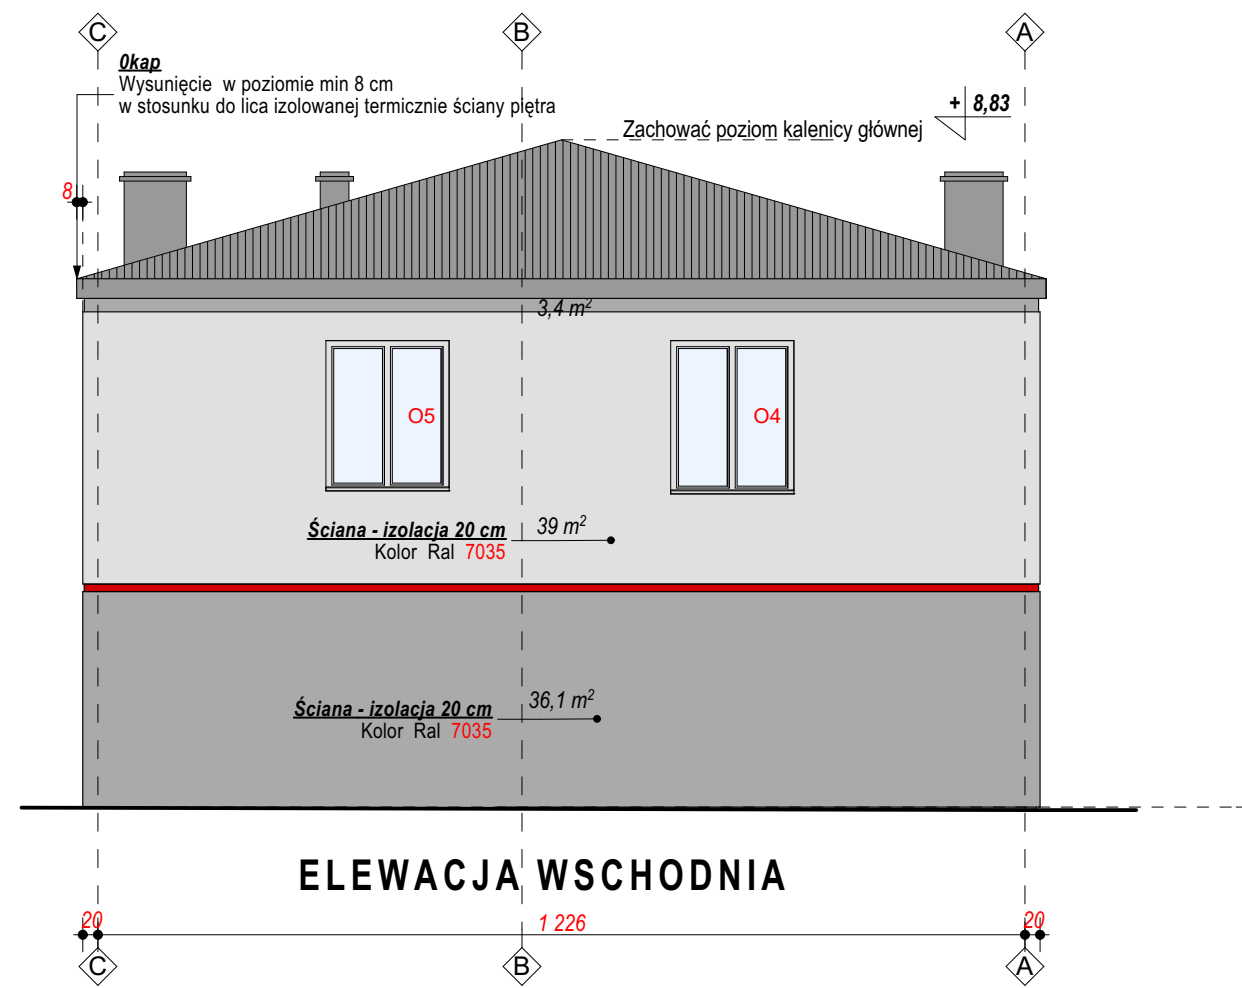 C
B
A
Okap
Wysunięcie w poziomie min 8 cm
w stosunku do lica izolowanej termicznie ściany piętra
+ 8,83
Zachować poziom kalenicy głównej
8
3,4 m²
O5
O4
Ściana - izolacja 20 cm
39 m²
Kolor Ral 7035
Ściana - izolacja 20 cm
36,1 m²
Kolor Ral 7035
ELEWACJA WSCHODNIA
20
1 226
20
C
B
A